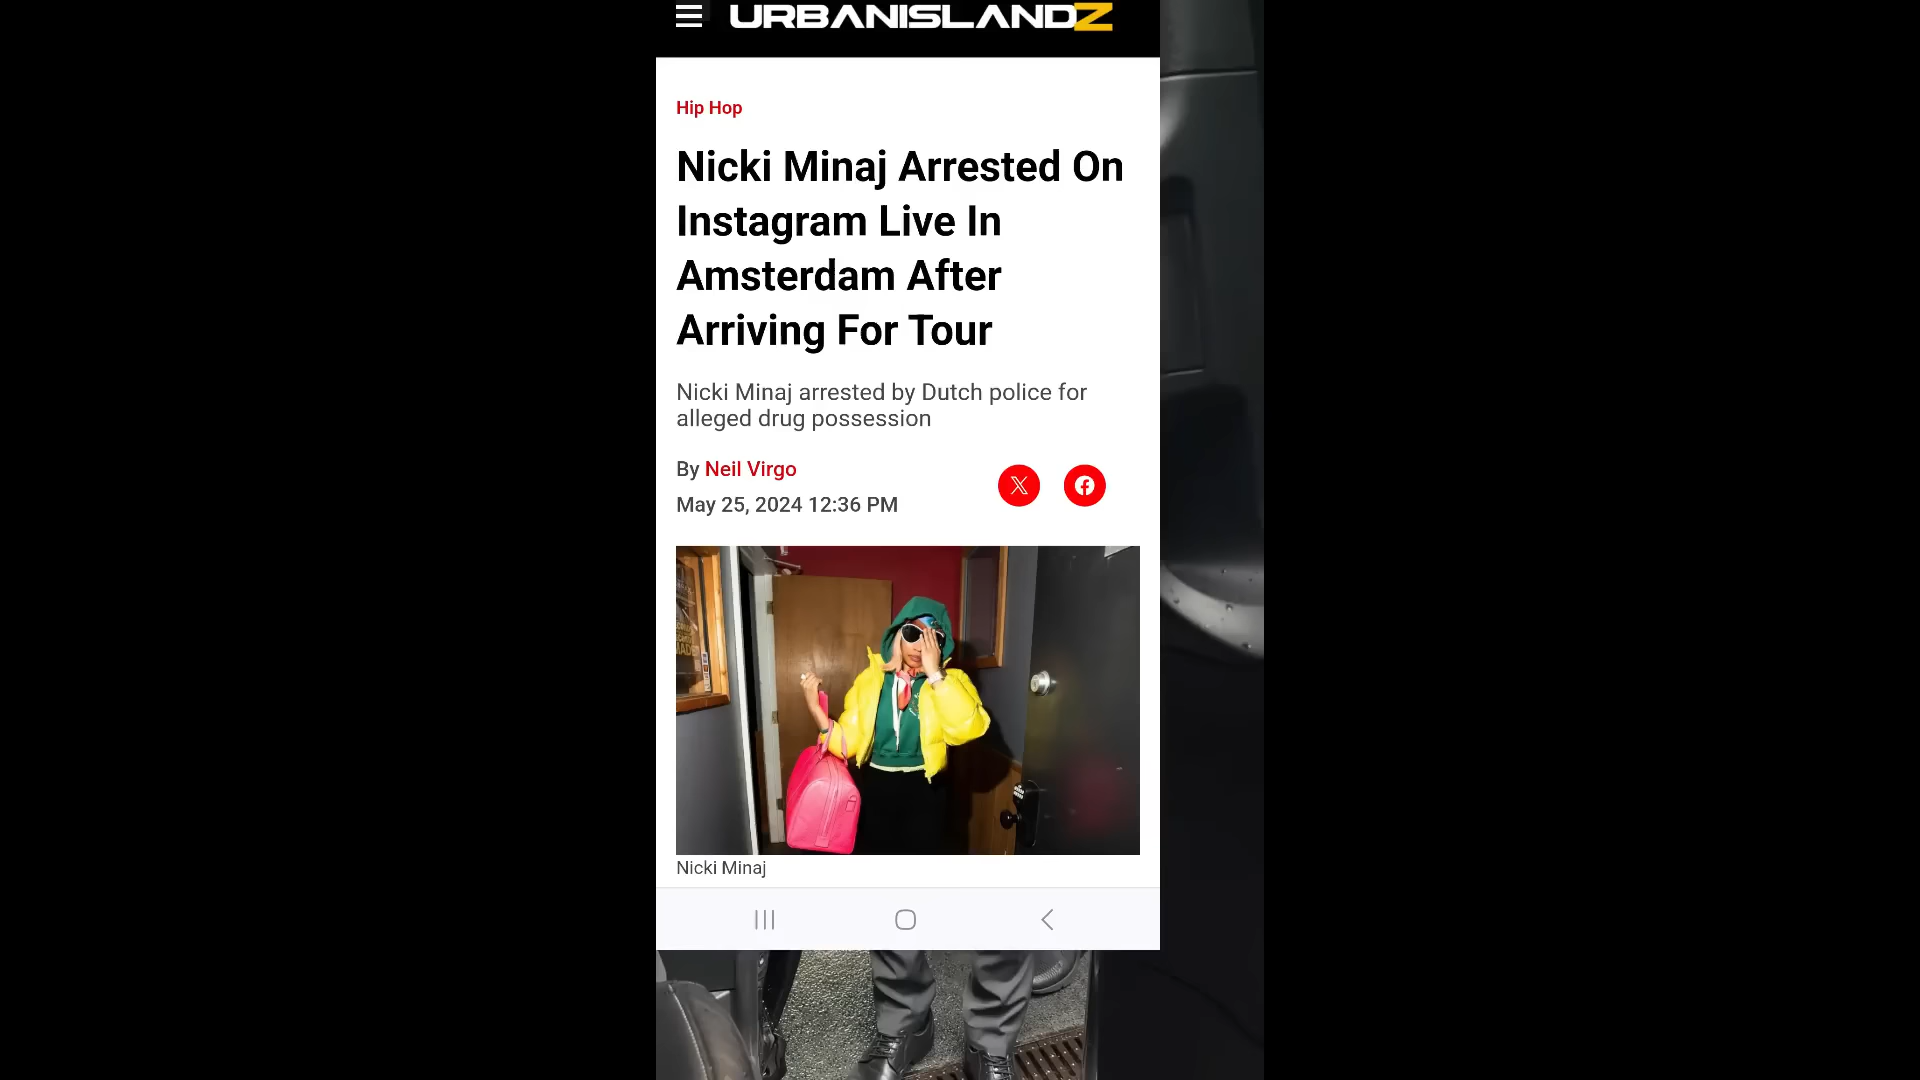 URBANISLANDZ
Hip Hop
Nicki Minaj Arrested On
Instagram Live In
Amsterdam After
Arriving For Tour
Nicki Minaj arrested by Dutch police for
alleged drug possession
By Neil Virgo
May 25, 2024 12:36 PM
Nicki Minaj